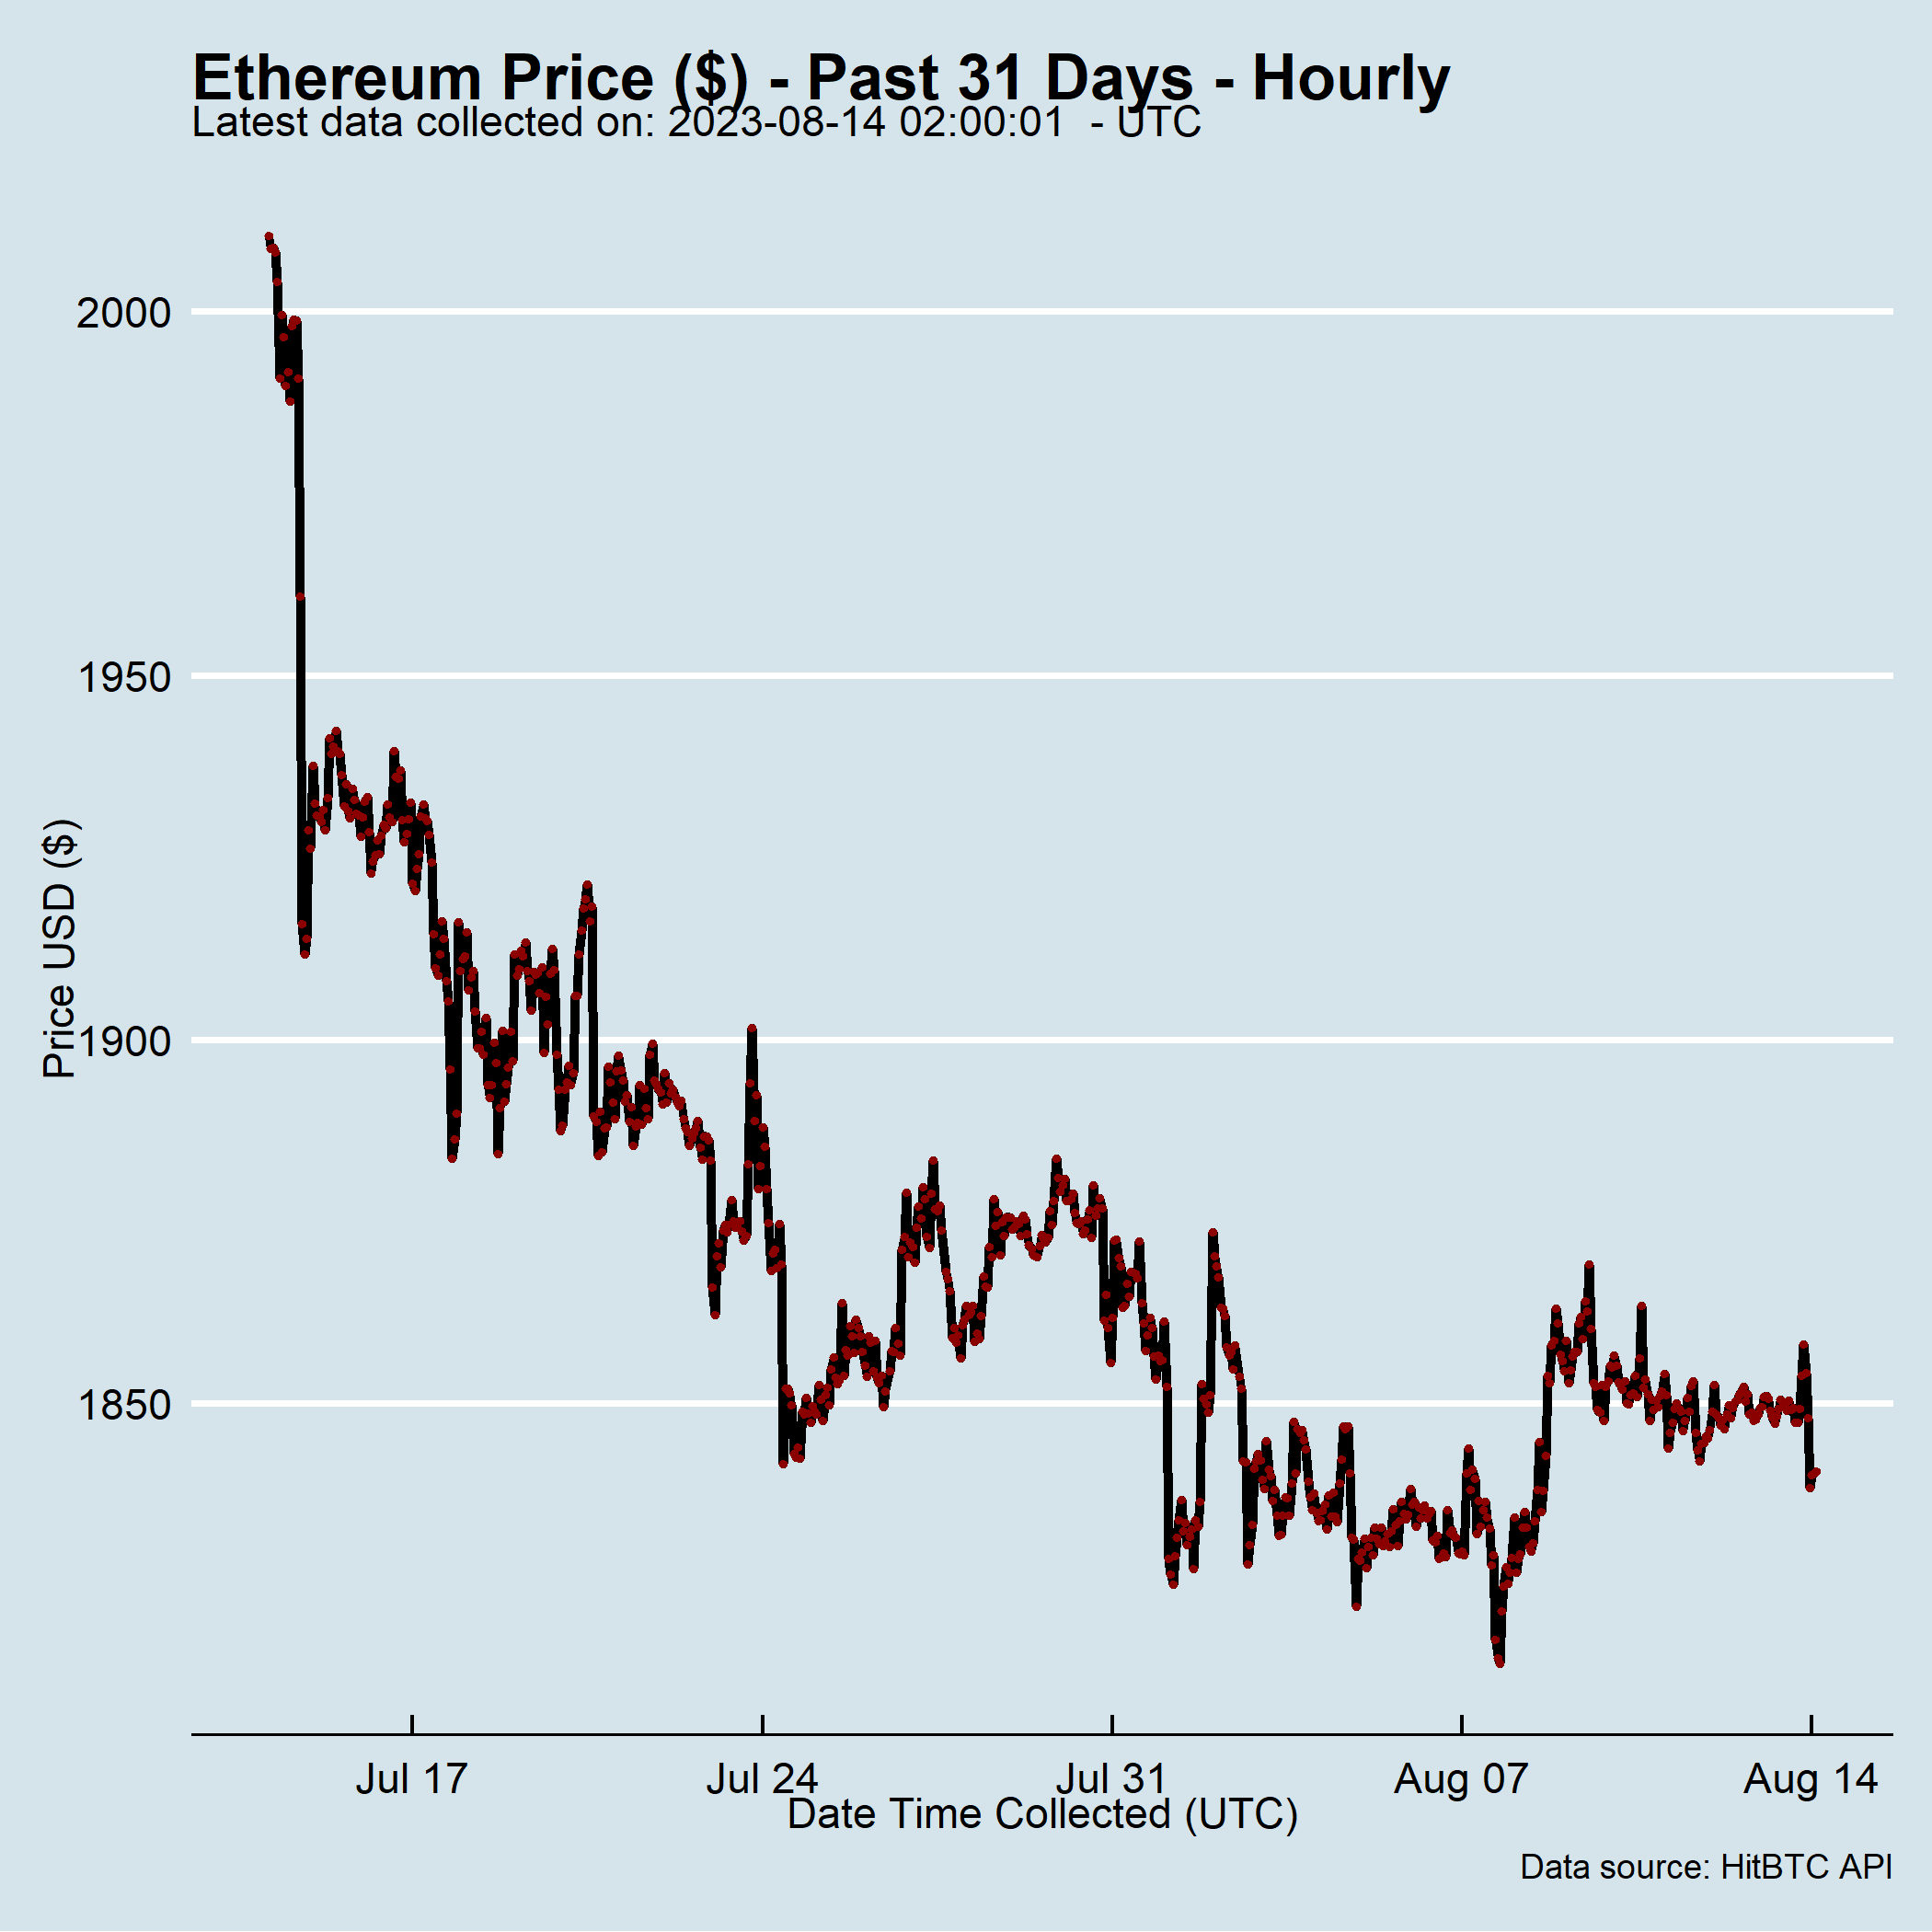 Ethereum Price ($) - Past 31 Days - Hourly
Latest data collected on: 2023-08-14 02:00:01  - UTC
Price USD ($)
2000
1950
1900
1850
Jul 17 Jul 24 Jul 31 Aug 07 Aug 14
Date Time Collected (UTC)
Data source: HitBTC API